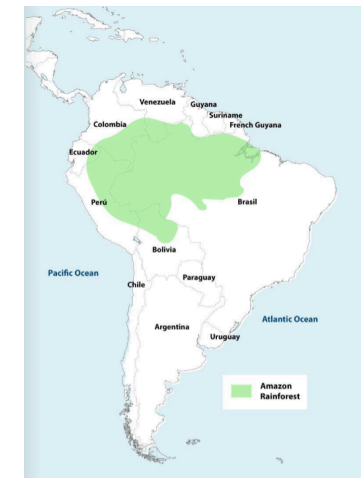 Venezuela
Guyana
Suriname
French Guyana
Colombia
Ecuador
Perú
Brasil
Bolivia
Pacific Ocean
Paraguay
Chile
Atlantic Ocean
Argentina
Uruguay
Amazon
Rainforest